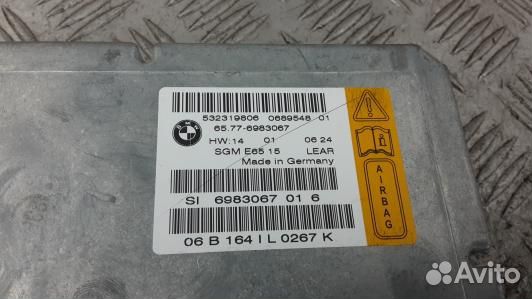 532319806 0689548 01
65.77-6983067
HW:14 01 06 24
SGM E65 15 LEAR
Made in Germany
SI 6983067 01 6
06 B 164 I L 0267 K
AIRBAG
Avito